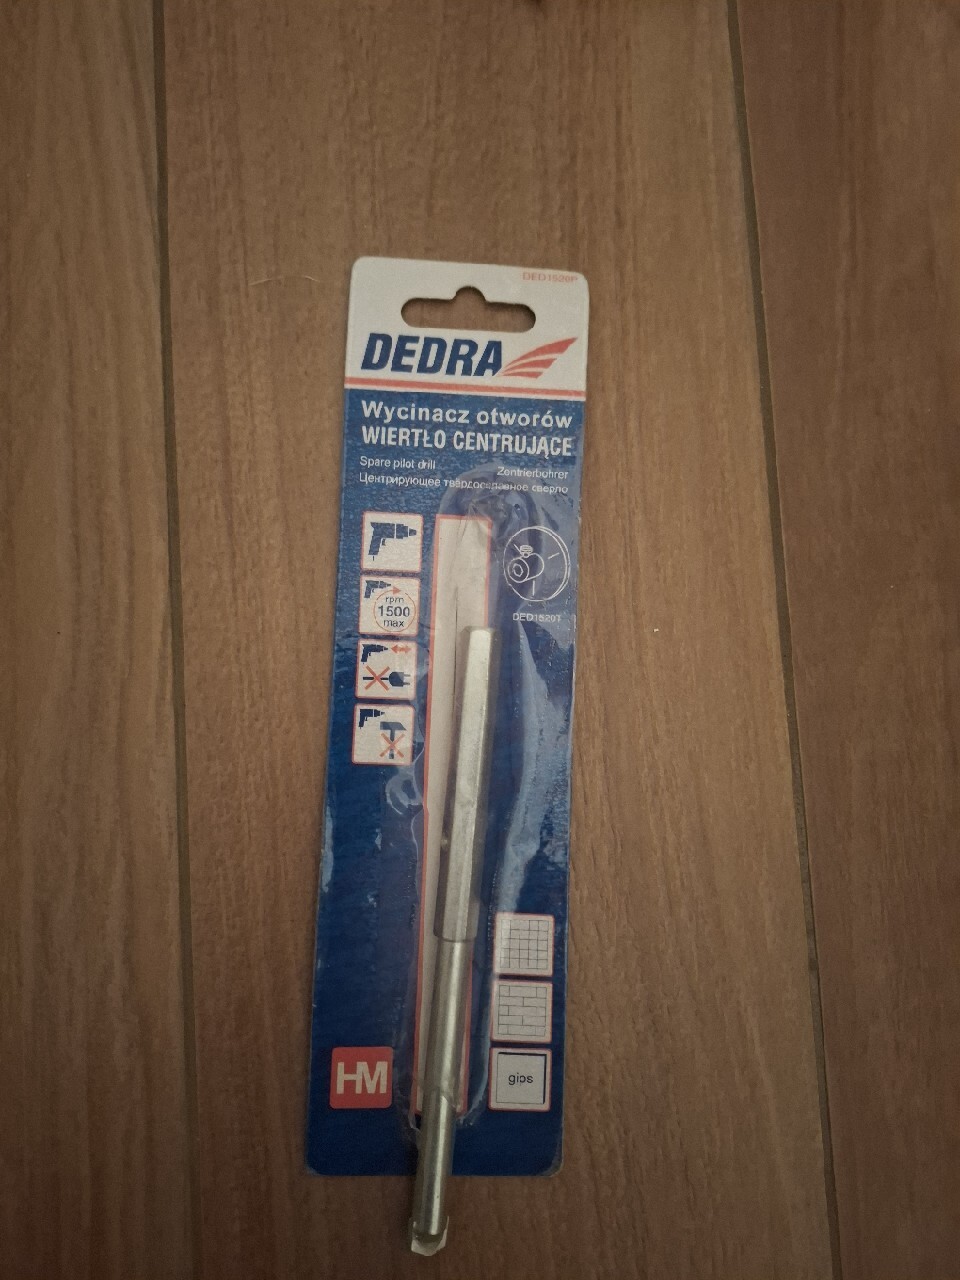 DED1520P
DEDRA
Wycinacz otworów
WIERTŁO CENTRUJĄCE
Spare pilot drill
Zentrierbohrer
Центрирующее твердосплавное сверло
rpm
1500
max
DED1520T
HM
gips